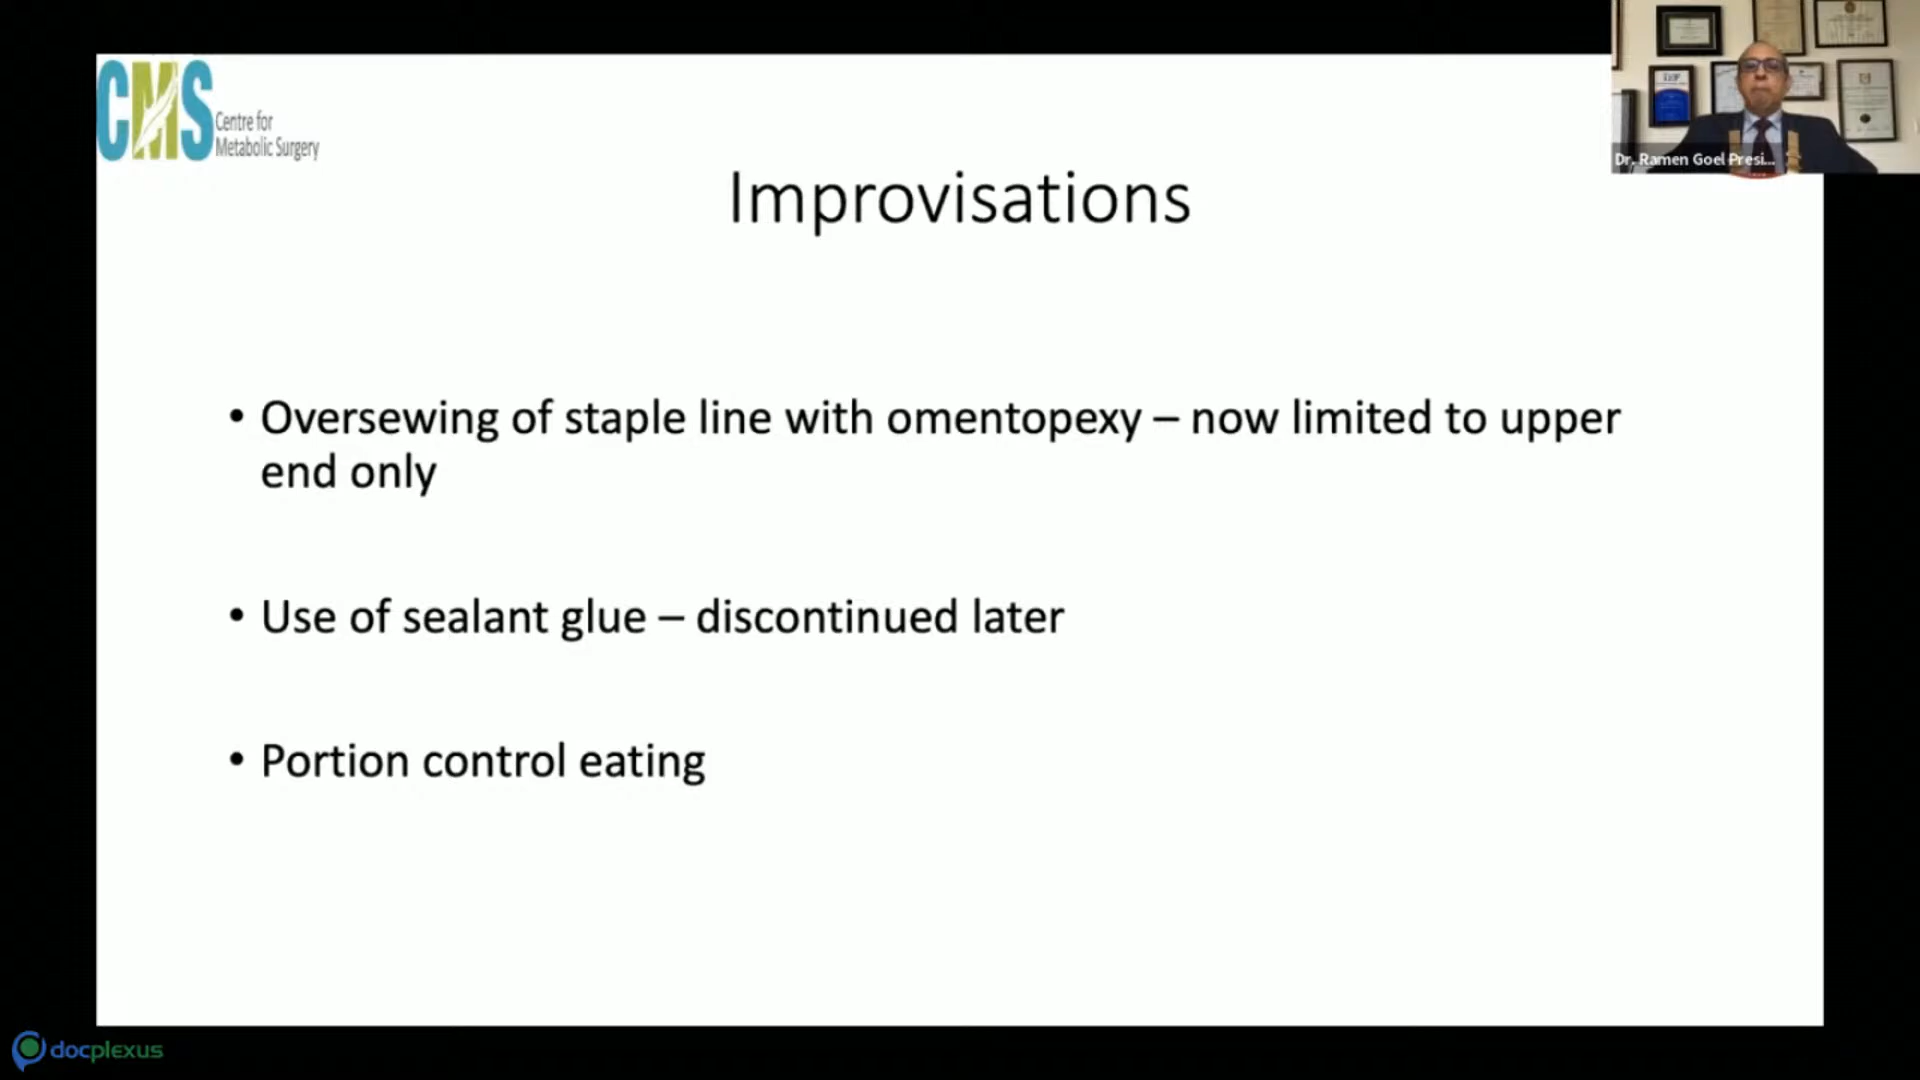 CMS
Centre for
Metabolic Surgery
Dr. Ramen Goel Presi...
Improvisations
• Oversewing of staple line with omentopexy – now limited to upper
end only
• Use of sealant glue – discontinued later
• Portion control eating
docplexus